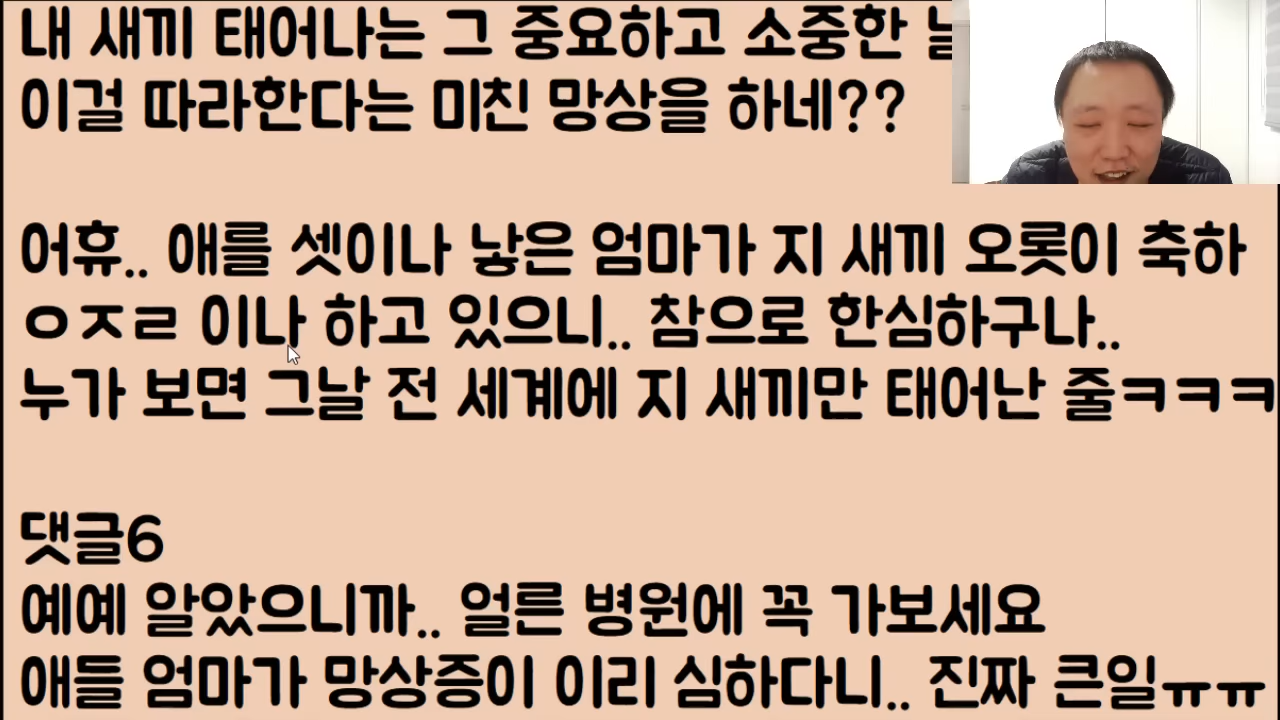 내 새끼 태어나는 그 중요하고 소중한
이걸 따라한다는 미친 망상을 하네??
어휴.. 애를 셋이나 낳은 엄마가 지 새끼 오롯이 축하
ㅇㅈㄹ 이나 하고 있으니.. 참으로 한심하구나..
누가 보면 그날 전 세계에 지 새끼만 태어난 줄ㅋㅋㅋ
댓글6
예예 알았으니까.. 얼른 병원에 꼭 가보세요
애들 엄마가 망상증이 이리 심하다니.. 진짜 큰일ㅠㅠ